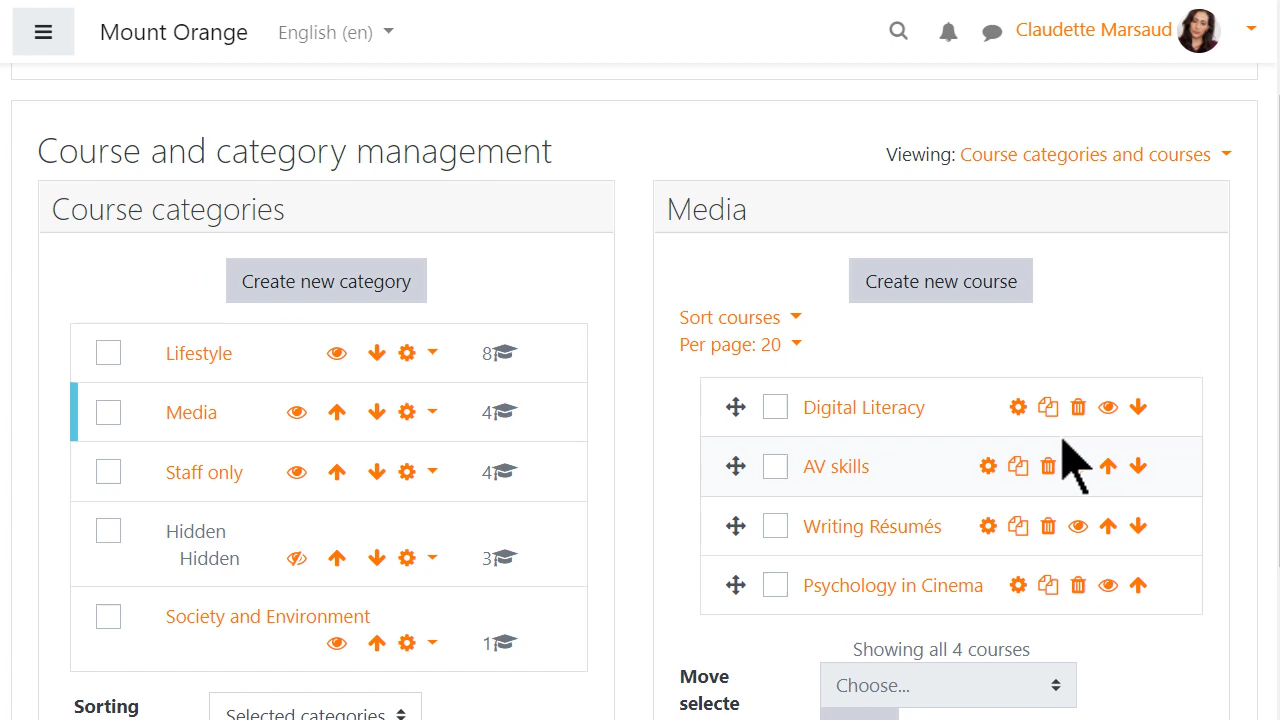 Mount Orange
English (en)
Claudette Marsaud
Course and category management
Viewing: Course categories and courses
Course categories
Create new category
Lifestyle
8
Media
4
Staff only
4
Hidden
Hidden
3
Society and Environment
1
Sorting
Selected categories
Media
Create new course
Sort courses
Per page: 20
Digital Literacy
AV skills
Writing Résumés
Psychology in Cinema
Showing all 4 courses
Move
selecte
Choose...